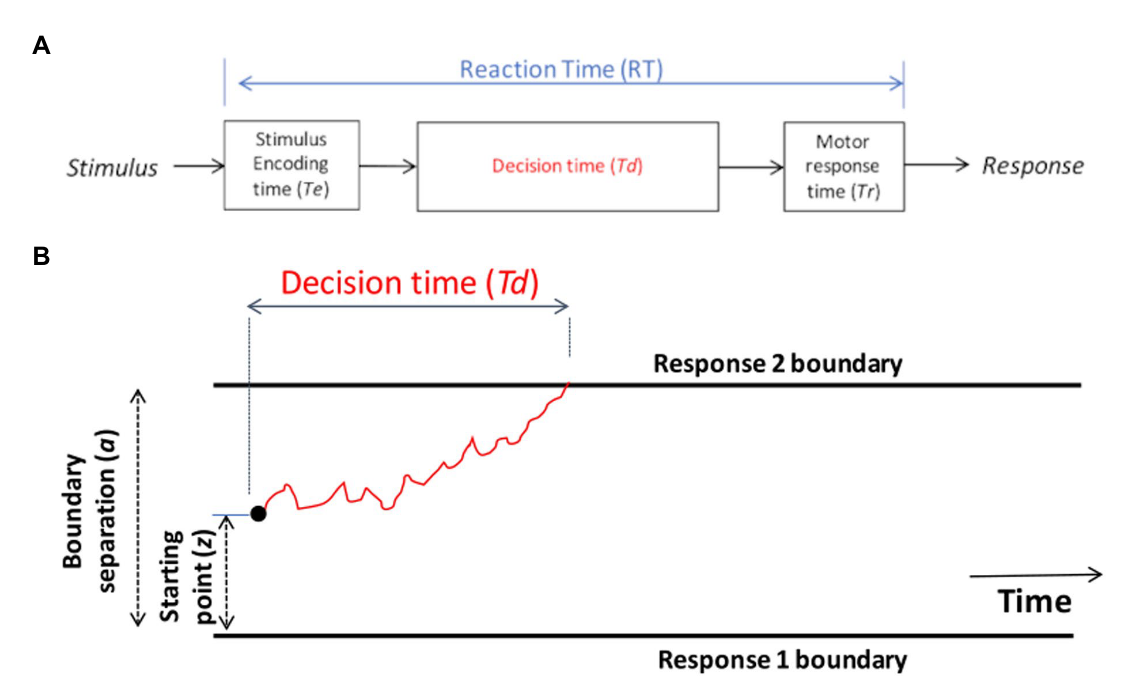 A
Reaction Time (RT)
Stimulus
Stimulus
Encoding
time (Te)
Decision time (Td)
Motor
response
time (Tr)
Response
B
Decision time (Td)
Response 2 boundary
Boundary
separation (a)
Starting
point (z)
Time
Response 1 boundary